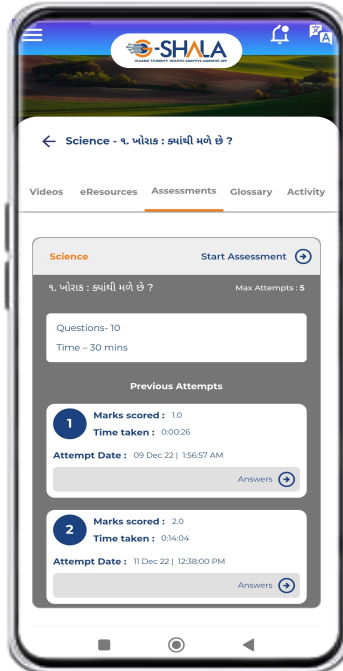 G-SHALA
GUJARAT STUDENTS' HOLISTIC ADAPTIVE LEARNING APP
Science - ૧. ખોરાક : ક્યાંથી મળે છે ?
Videos eResources Assessments Glossary Activity
Science Start Assessment
૧. ખોરાક : ક્યાંથી મળે છે ? Max Attempts : 5
Questions- 10
Time – 30 mins
Previous Attempts
1 Marks scored : 1.0
Time taken : 0:00:26
Attempt Date : 09 Dec 22 | 1:56:57 AM
Answers
2 Marks scored : 2.0
Time taken : 0:14:04
Attempt Date : 11 Dec 22 | 12:38:00 PM
Answers